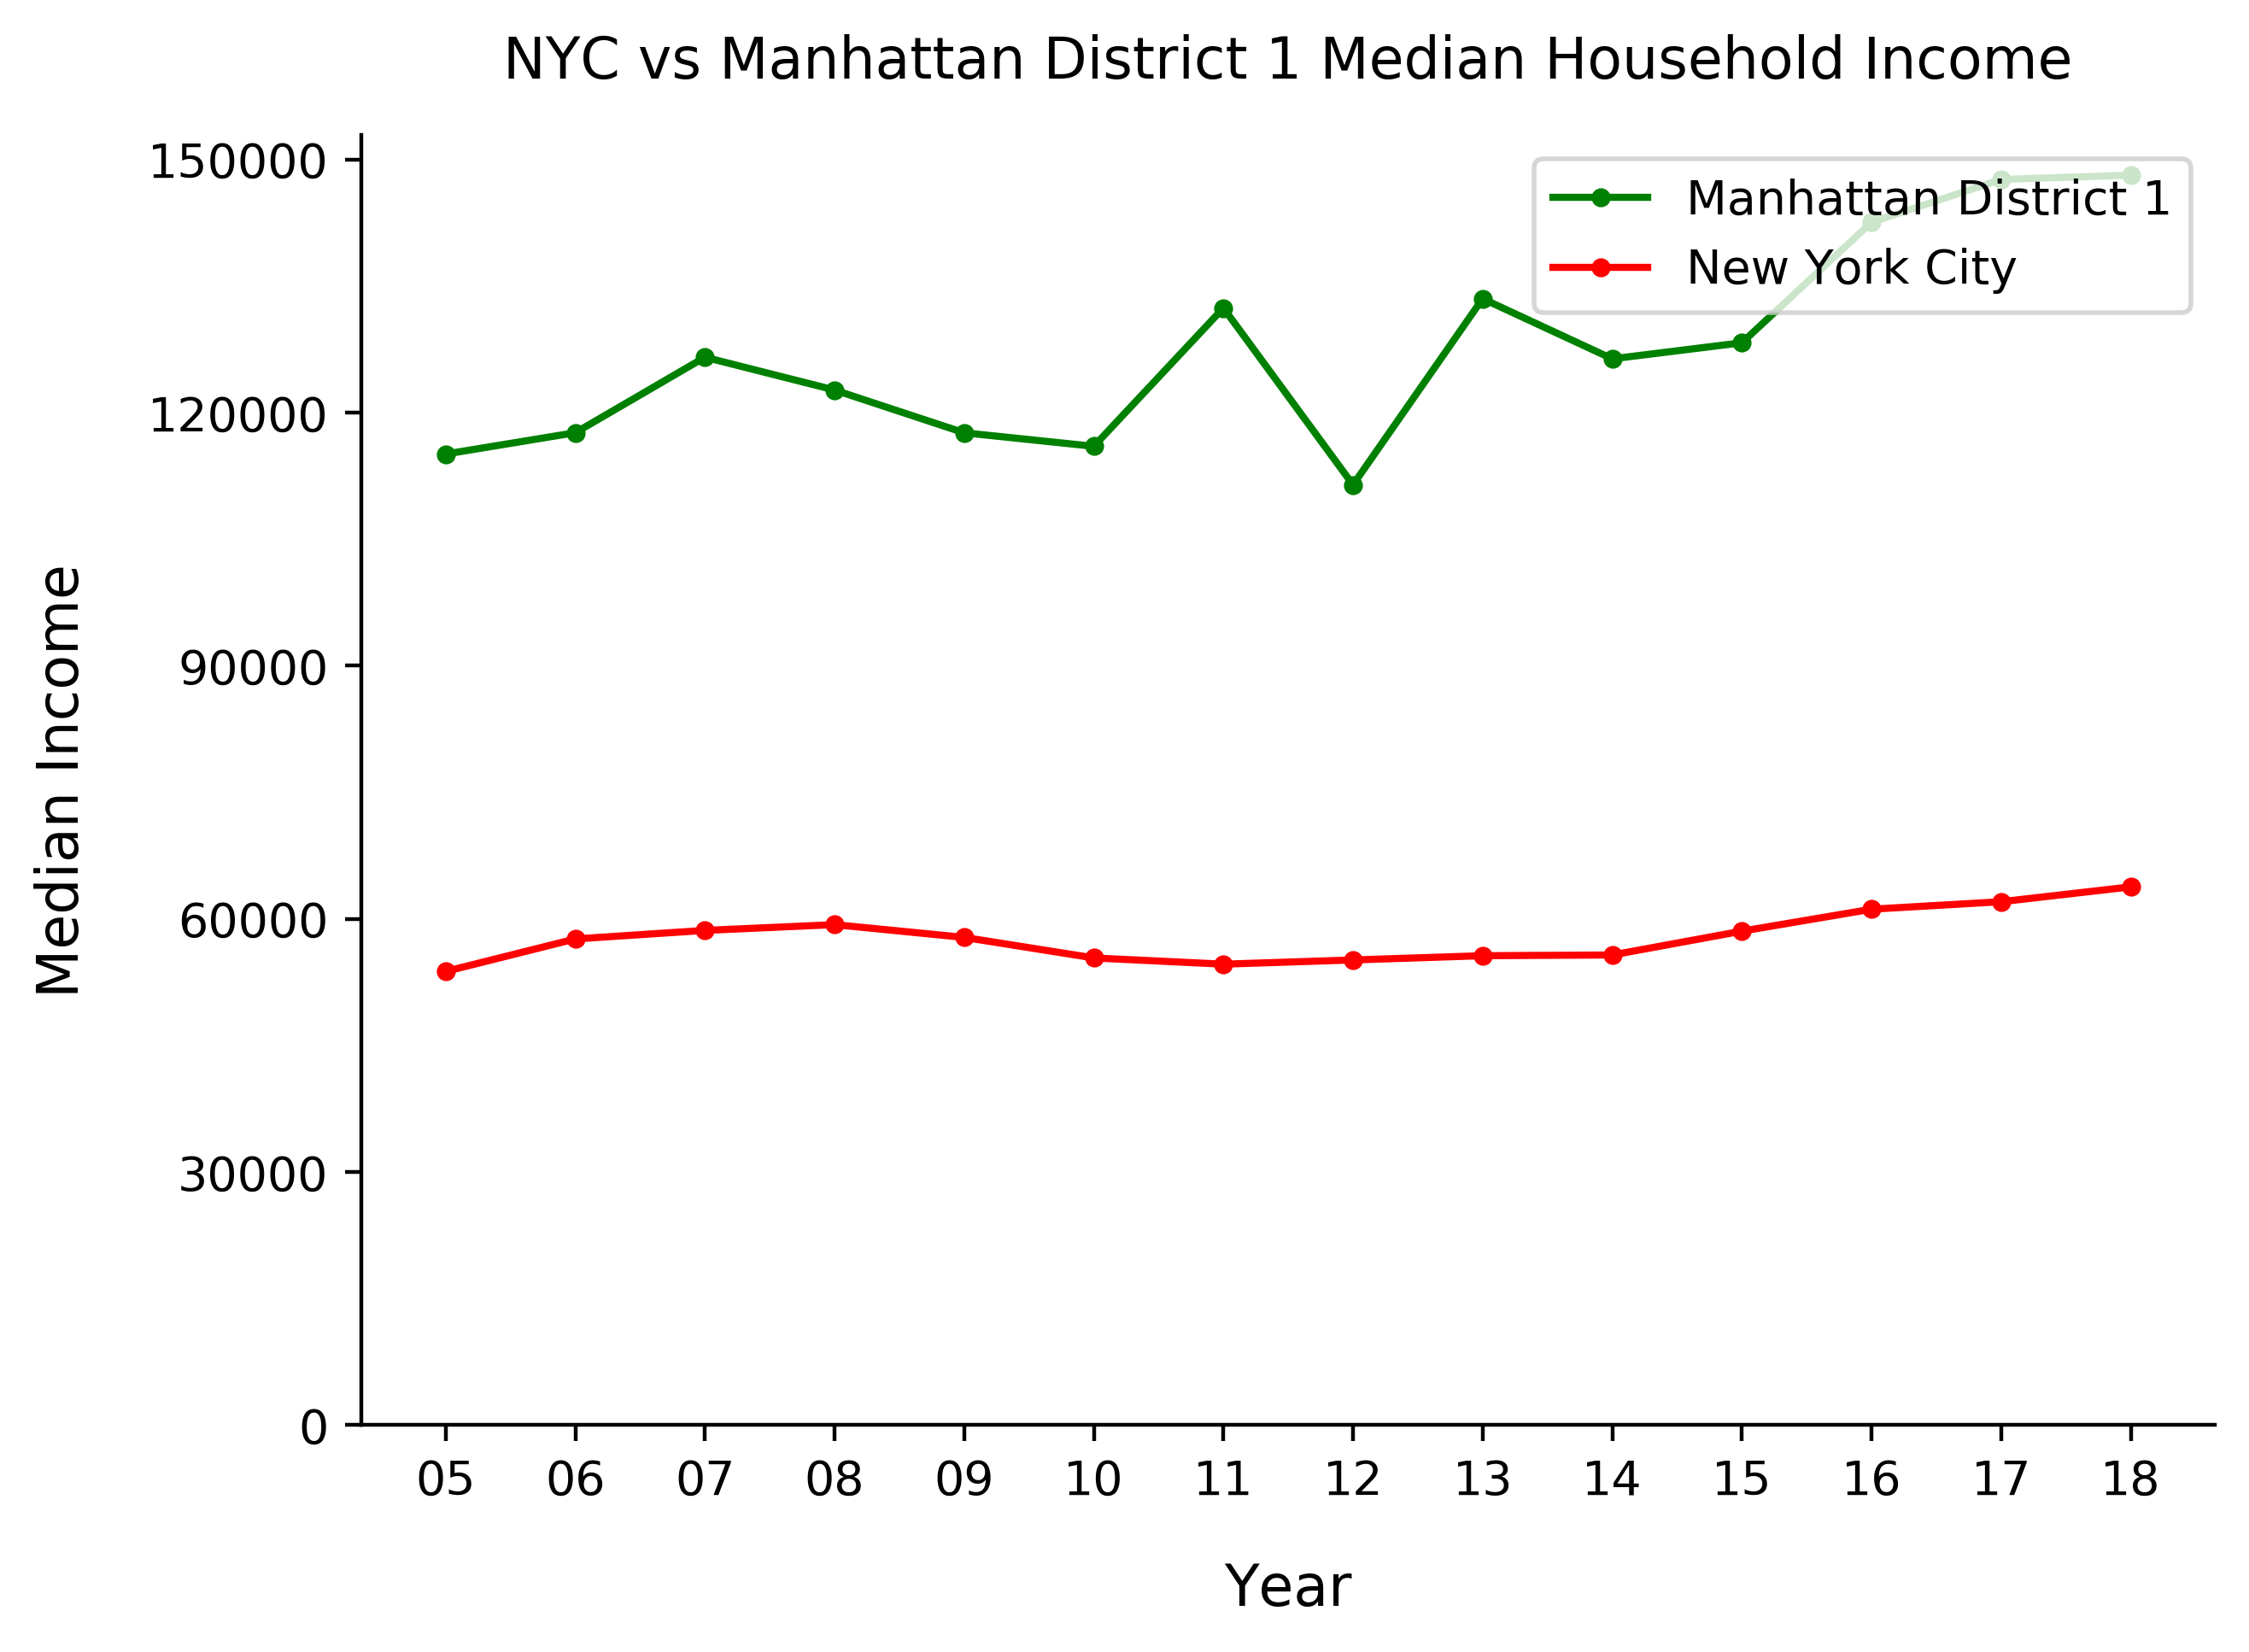 NYC vs Manhattan District 1 Median Household Income
Manhattan District 1
New York City
Median Income
150000
120000
90000
60000
30000
0
05 06 07 08 09 10 11 12 13 14 15 16 17 18
Year